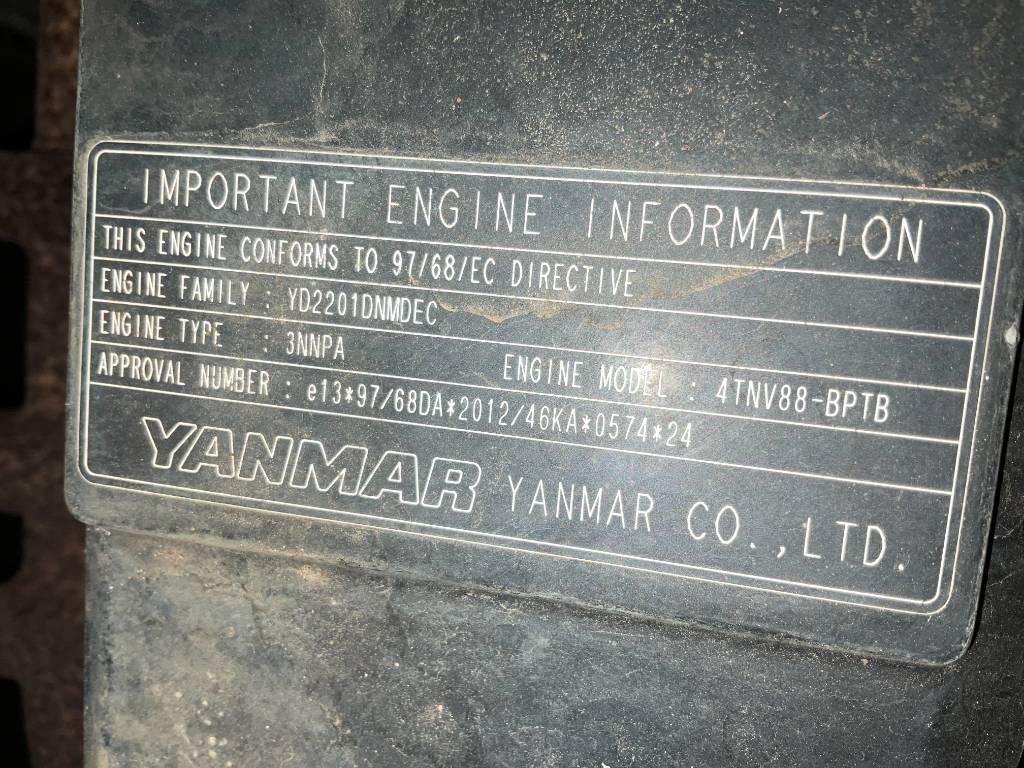 IMPORTANT ENGINE INFORMATION
THIS ENGINE CONFORMS TO 97/68/EC DIRECTIVE
ENGINE FAMILY : YD2201DNMDEC
ENGINE TYPE : 3NNPA ENGINE MODEL : 4TNV88-BPTB
APPROVAL NUMBER : e13*97/68DA*2012/46KA*0574*24
YANMAR YANMAR CO.,LTD.